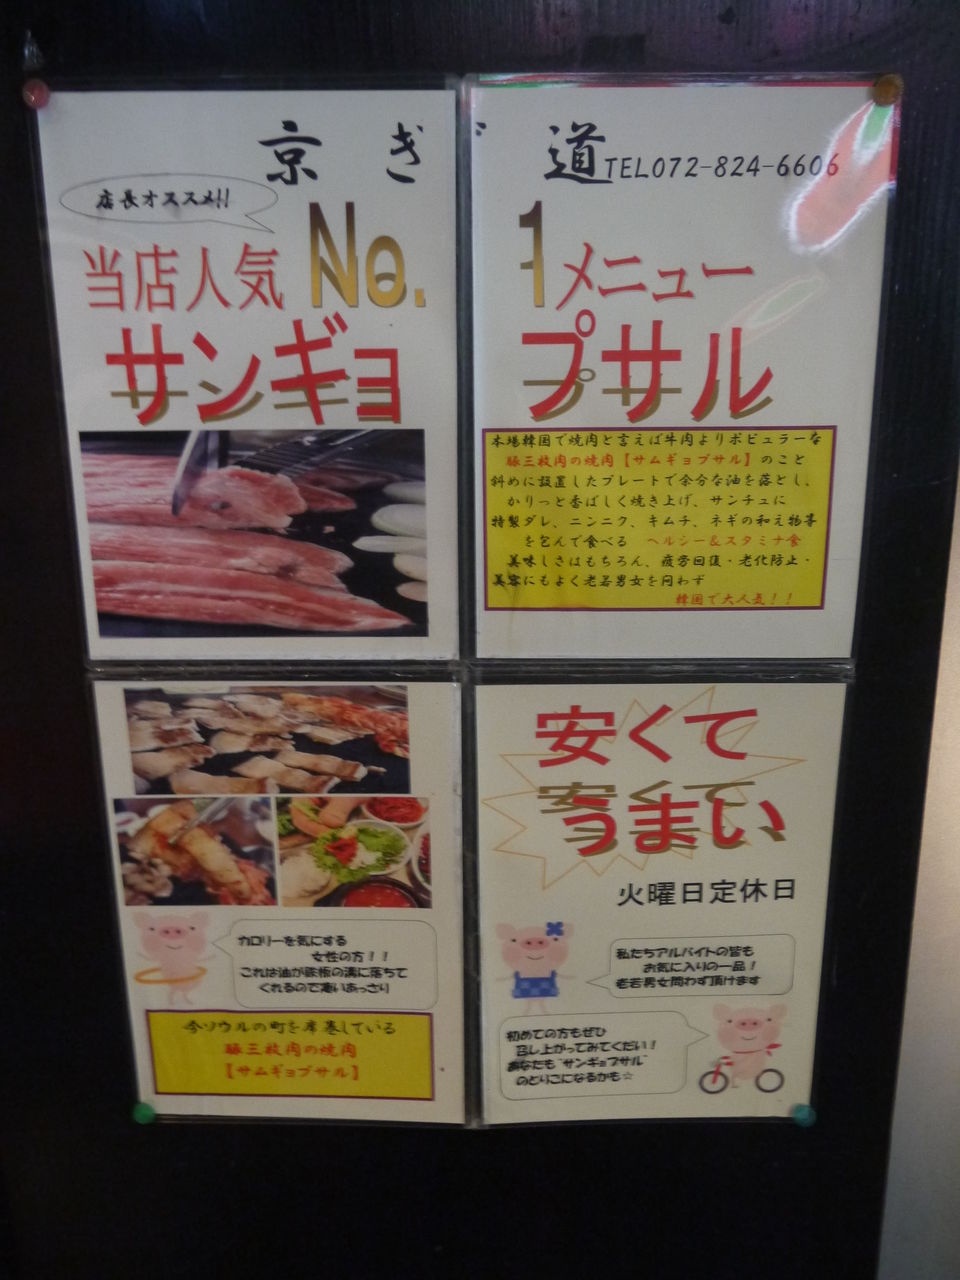 京ぎど道
TEL072-824-6606
店長オススメ!!
当店人気No.1メニュー
サンギョプサル
本場韓国で焼肉と言えば牛肉よりポピュラーな
豚三枚肉の焼肉【サムギョプサル】のこと
斜めに設置したプレートで余分な油を落とし、
かりっと香ばしく焼き上げ、サンチュに
特製ダレ、ニンニク、キムチ、ネギの和え物等
を包んで食べる ヘルシー&スタミナ食
美味しさはもちろん、疲労回復・老化防止・
美容にもよく老若男女を問わず
韓国で大人気！！
カロリーを気にする
女性の方！！
これは油が鉄板の溝に落ちて
くれるので凄いあっさり
今ソウルの町を席巻している
豚三枚肉の焼肉
【サムギョプサル】
安くて
うまい
火曜日定休日
私たちアルバイトの皆も
お気に入りの一品！
老若男女問わず頂けます
初めての方もぜひ
召し上がってみてくだい！
あなたも"サンギョプサル"
のとりこになるかも☆